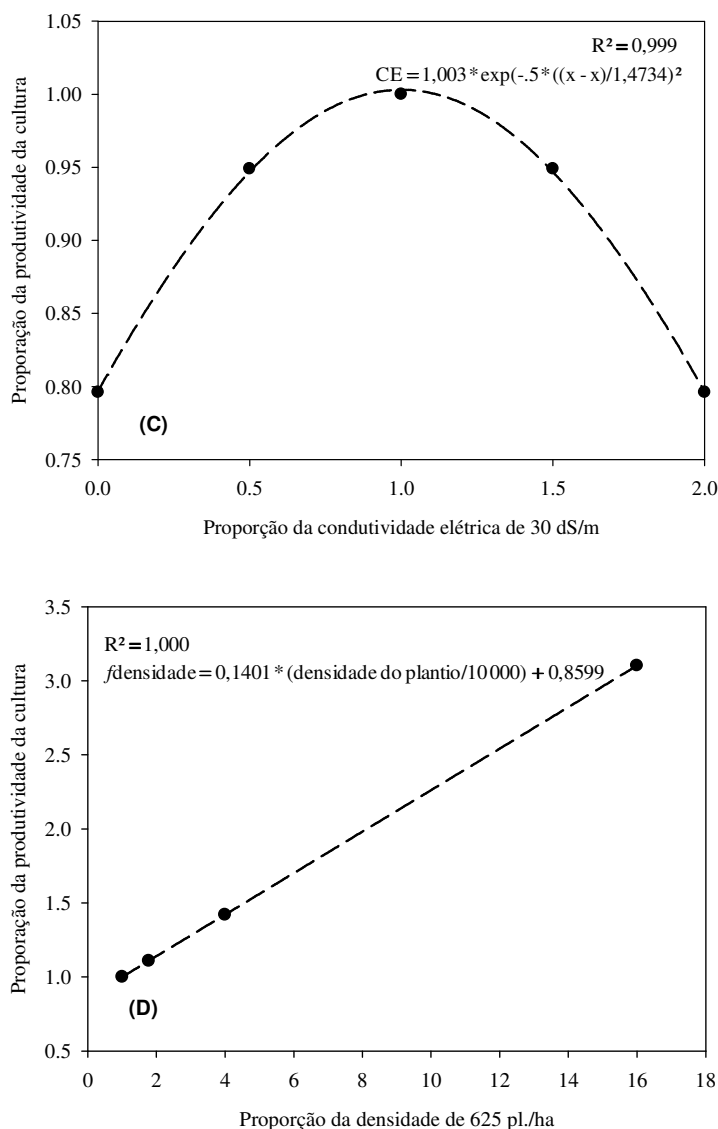 Proporação da produtividade da cultura
1.05
1.00
0.95
0.90
0.85
0.80
0.75
R² = 0,999
CE = 1,003 * exp(-.5 * ((x - x)/1,4734)²
(C)
0.0
0.5
1.0
1.5
2.0
Proporção da condutividade elétrica de 30 dS/m
Proporação da produtividade da cultura
3.5
3.0
2.5
2.0
1.5
1.0
0.5
R² = 1,000
fdensidade = 0,1401 * (densidade do plantio/10 000) + 0,8599
(D)
0
2
4
6
8
10
12
14
16
18
Proporção da densidade de 625 pl./ha